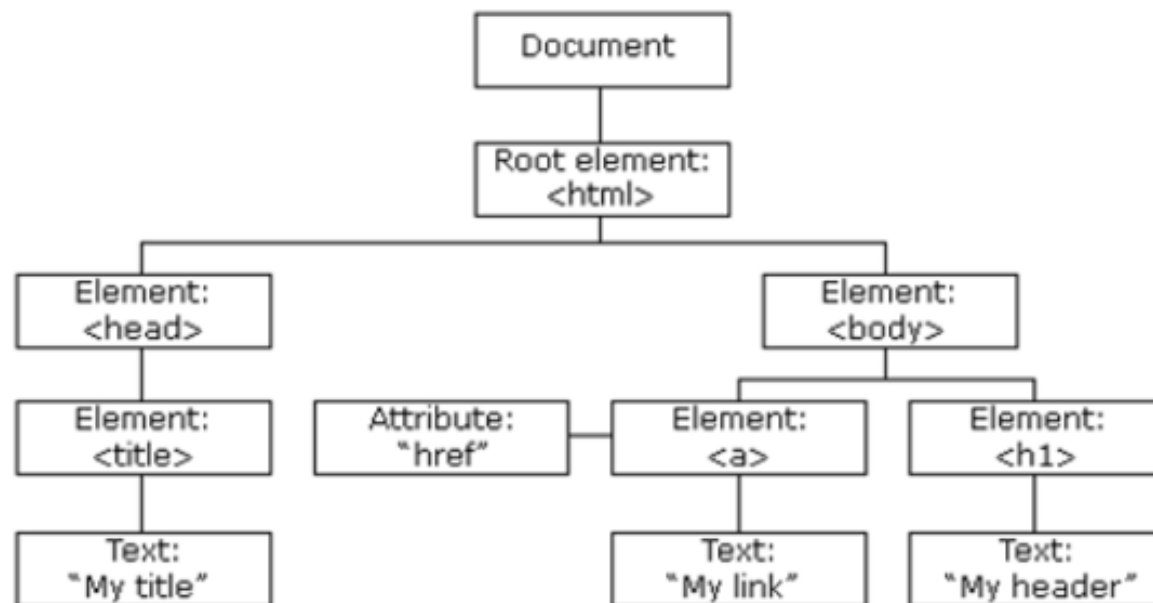 Document
Root element:
<html>
Element:
<head>
Element:
<body>
Element:
<title>
Attribute:
“href”
Element:
<a>
Element:
<h1>
Text:
“My title”
Text:
“My link”
Text:
“My header”